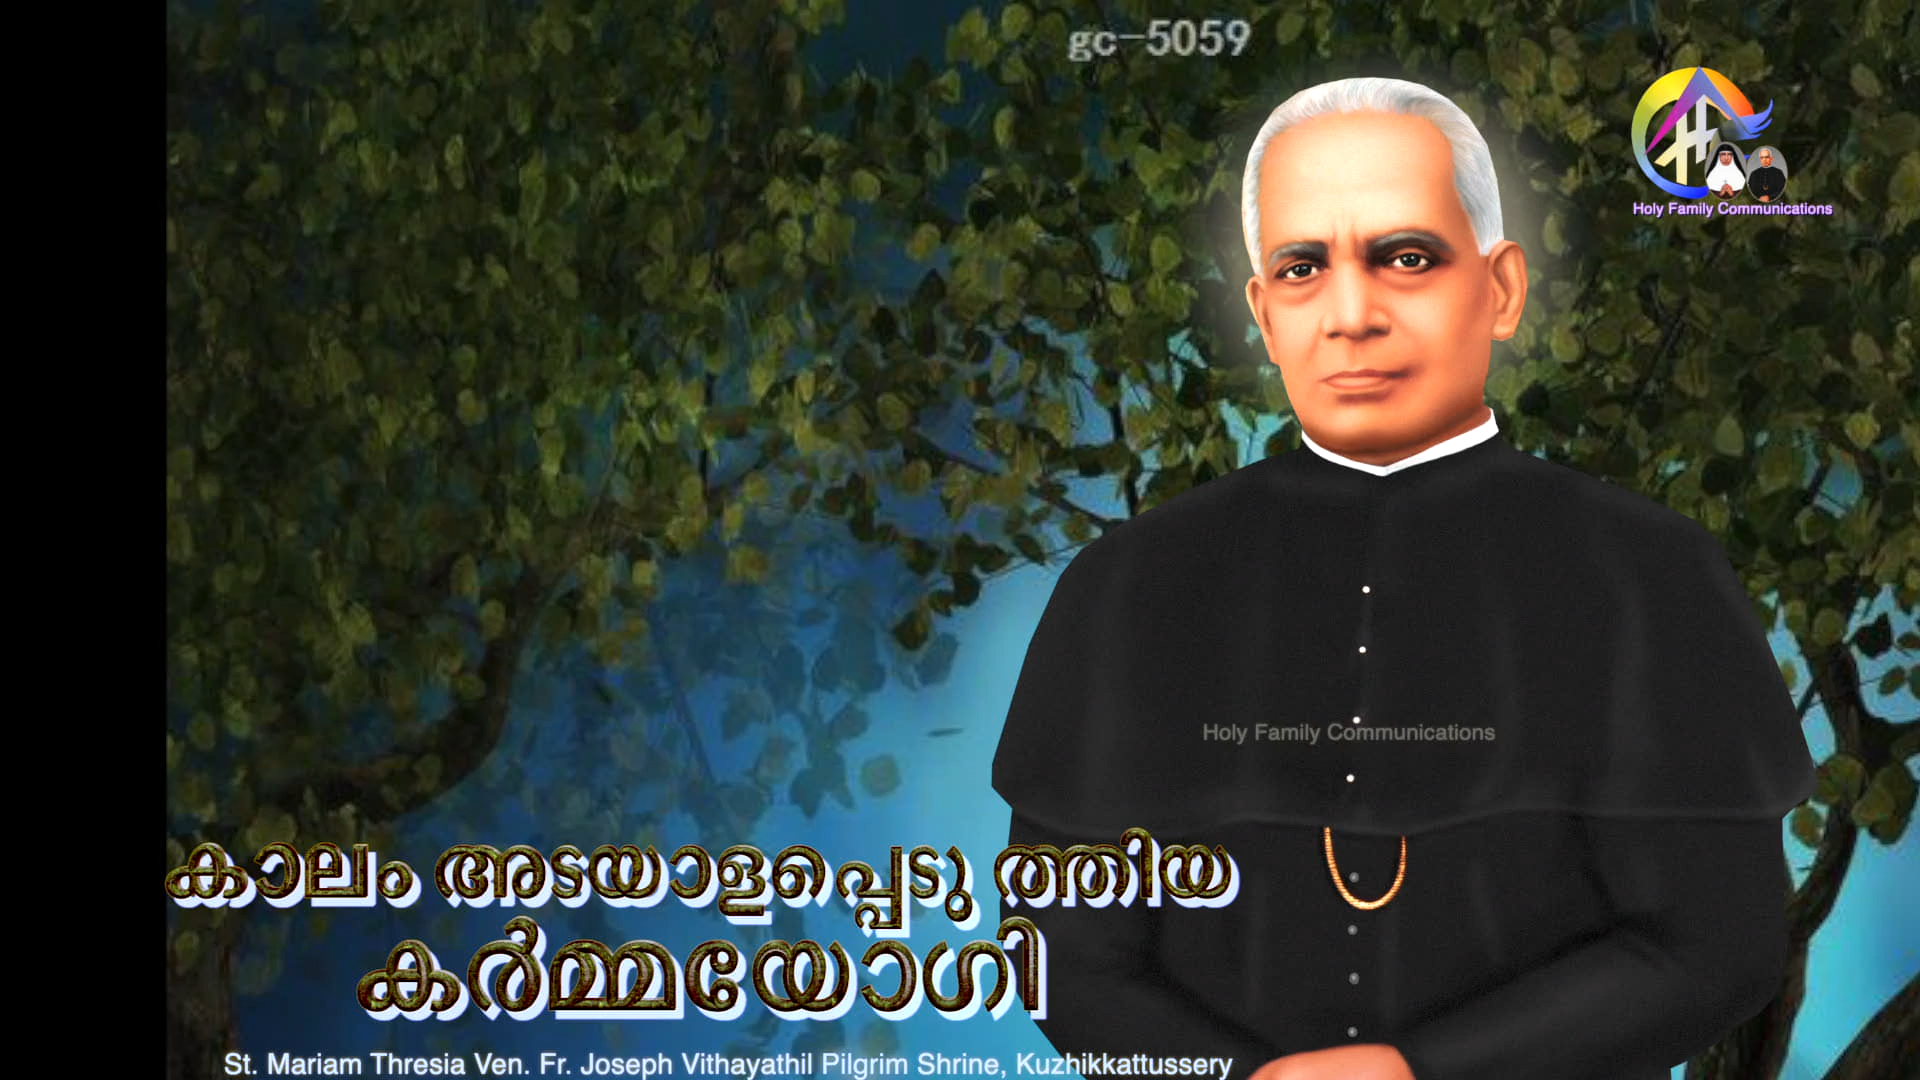 gc-5059
Holy Family Communications
Holy Family Communications
കാലം അടയാളപ്പെടു ത്തിയ
കർമ്മയോഗി
St. Mariam Thresia Ven. Fr. Joseph Vithayathil Pilgrim Shrine, Kuzhikkattussery